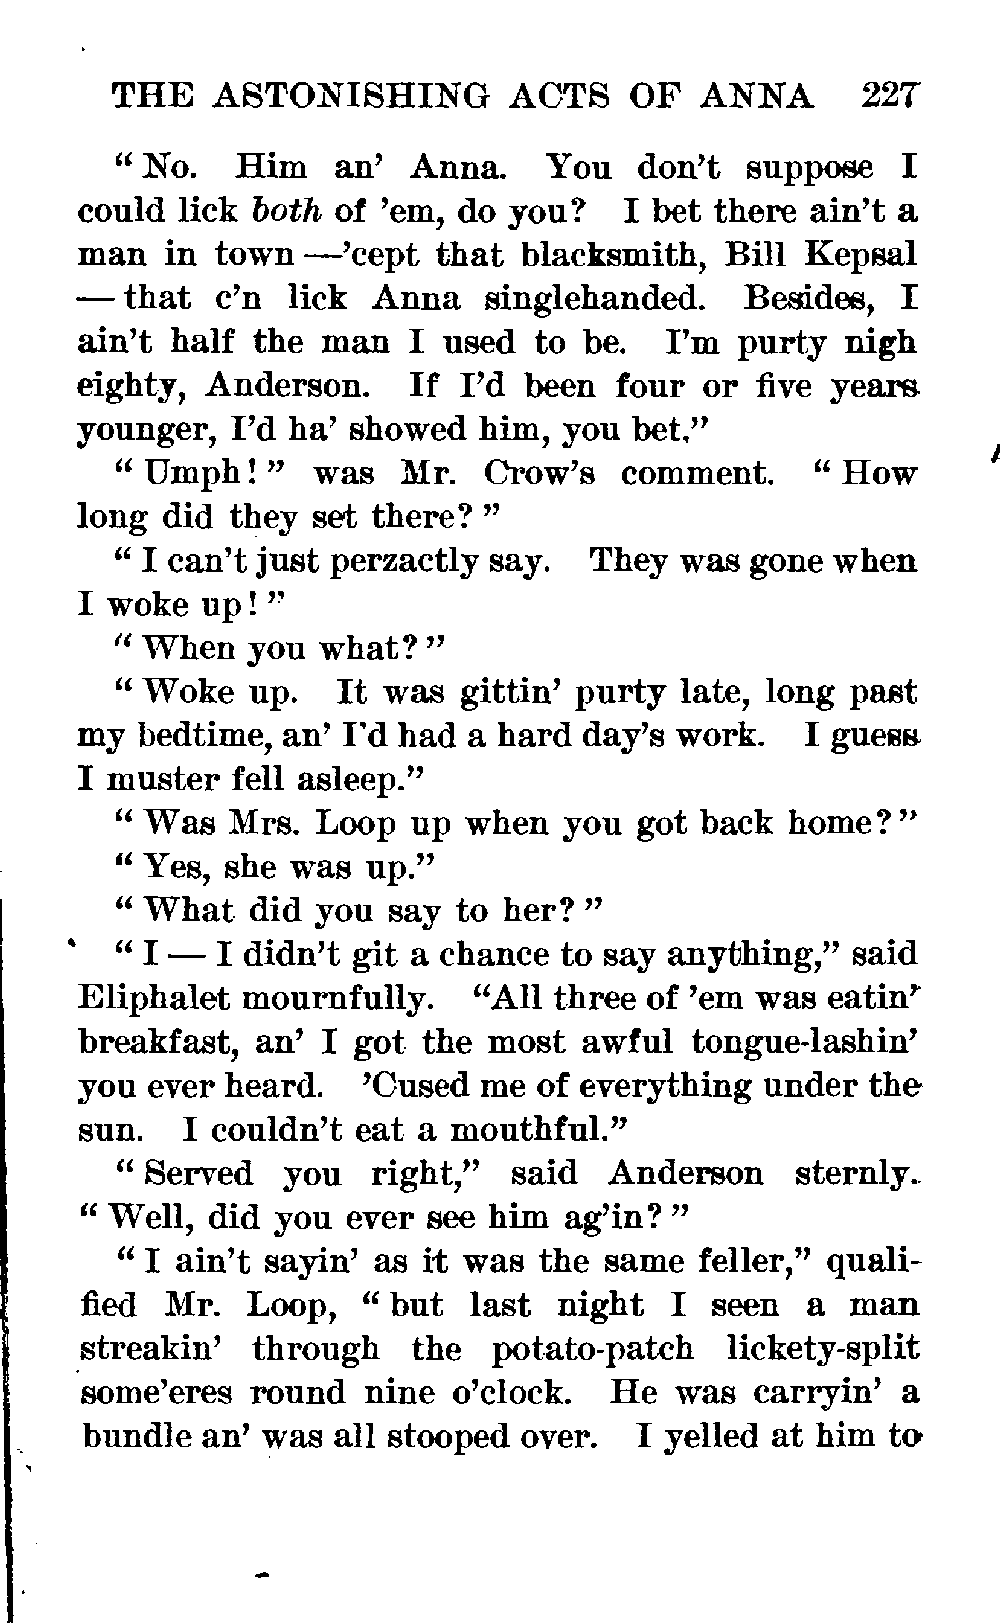 THE ASTONISHING ACTS OF ANNA 227
" No. Him an' Anna. You don't suppose I
could lick both of 'em, do you? I bet there ain't a
man in town —'cept that blacksmith, Bill Kepsal
— that c'n lick Anna singlehanded. Besides, I
ain't half the man I used to be. I'm purty nigh
eighty, Anderson. If I'd been four or five years
younger, I'd ha' showed him, you bet."
" Umph! " was Mr. Crow's comment. " How
long did they set there? "
" I can't just perzactly say. They was gone when
I woke up! "
" When you what? "
" Woke up. It was gittin' purty late, long past
my bedtime, an' I'd had a hard day's work. I guess
I muster fell asleep."
" Was Mrs. Loop up when you got back home? "
" Yes, she was up."
" What did you say to her? "
" I — I didn't git a chance to say anything," said
Eliphalet mournfully. "All three of 'em was eatin'
breakfast, an' I got the most awful tongue-lashin'
you ever heard. 'Cused me of everything under the
sun. I couldn't eat a mouthful."
" Served you right," said Anderson sternly.
" Well, did you ever see him ag'in? "
" I ain't sayin' as it was the same feller," quali-
fied Mr. Loop, " but last night I seen a man
streakin' through the potato-patch lickety-split
some'eres round nine o'clock. He was carryin' a
bundle an' was all stooped over. I yelled at him to